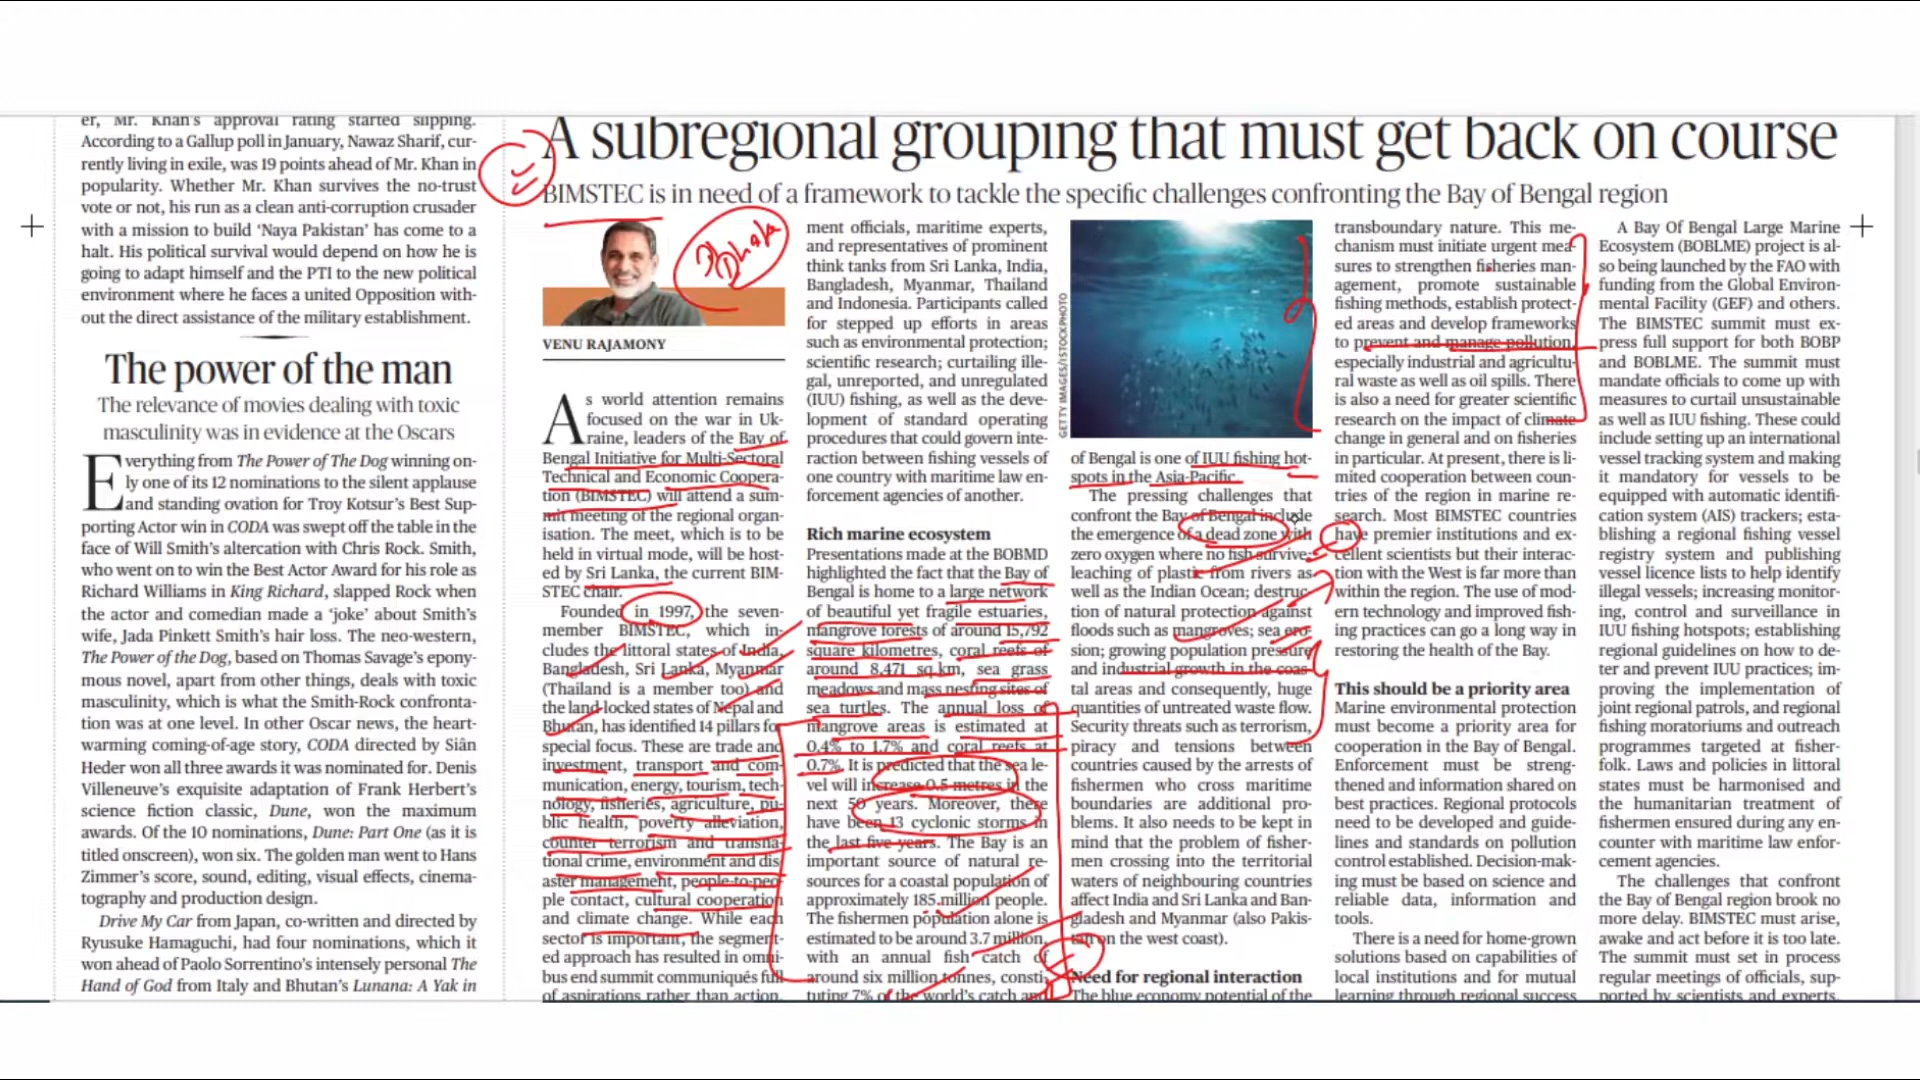 er, Mr. Khan's approval rating started slipping.
According to a Gallup poll in January, Nawaz Sharif, cur-
rently living in exile, was 19 points ahead of Mr. Khan in
popularity. Whether Mr. Khan survives the no-trust
vote or not, his run as a clean anti-corruption crusader
with a mission to build 'Naya Pakistan' has come to a
halt. His political survival would depend on how he is
going to adapt himself and the PTI to the new political
environment where he faces a united Opposition with-
out the direct assistance of the military establishment.
The power of the man
The relevance of movies dealing with toxic
masculinity was in evidence at the Oscars
Everything from The Power of The Dog winning on-
ly one of its 12 nominations to the silent applause
and standing ovation for Troy Kotsur's Best Sup-
porting Actor win in CODA was swept off the table in the
face of Will Smith's altercation with Chris Rock. Smith,
who went on to win the Best Actor Award for his role as
Richard Williams in King Richard, slapped Rock when
the actor and comedian made a 'joke' about Smith's
wife, Jada Pinkett Smith's hair loss. The neo-western,
The Power of the Dog, based on Thomas Savage's epony-
mous novel, apart from other things, deals with toxic
masculinity, which is what the Smith-Rock confronta-
tion was at one level. In other Oscar news, the heart-
warming coming-of-age story, CODA directed by Siân
Heder won all three awards it was nominated for. Denis
Villeneuve's exquisite adaptation of Frank Herbert's
science fiction classic, Dune, won the maximum
awards. Of the 10 nominations, Dune: Part One (as it is
titled onscreen), won six. The golden man went to Hans
Zimmer's score, sound, editing, visual effects, cinema-
tography and production design.
Drive My Car from Japan, co-written and directed by
Ryusuke Hamaguchi, had four nominations, which it
won ahead of Paolo Sorrentino's intensely personal The
Hand of God from Italy and Bhutan's Lunana: A Yak in
A subregional grouping that must get back on course
BIMSTEC is in need of a framework to tackle the specific challenges confronting the Bay of Bengal region
Dhaka
VENU RAJAMONY
As world attention remains
focused on the war in Uk-
raine, leaders of the Bay of
Bengal Initiative for Multi-Sectoral
Technical and Economic Coopera-
tion (BIMSTEC) will attend a sum-
mit meeting of the regional organ-
isation. The meet, which is to be
held in virtual mode, will be host-
ed by Sri Lanka, the current BIM-
STEC chair.
Founded in 1997, the seven-
member BIMSTEC, which in-
cludes the littoral states of India,
Bangladesh, Sri Lanka, Myanmar
(Thailand is a member too) and
the land-locked states of Nepal and
Bhutan, has identified 14 pillars for
special focus. These are trade and
investment, transport and com-
munication, energy, tourism, tech-
nology, fisheries, agriculture, pu-
blic health, poverty alleviation,
counter terrorism and transna-
tional crime, environment and dis-
aster management, people-to-peo-
ple contact, cultural cooperation
and climate change. While each
sector is important, the segment-
ed approach has resulted in omni-
bus end summit communiqués full
of aspirations rather than action.
ment officials, maritime experts,
and representatives of prominent
think tanks from Sri Lanka, India,
Bangladesh, Myanmar, Thailand
and Indonesia. Participants called
for stepped up efforts in areas
such as environmental protection;
scientific research; curtailing ille-
gal, unreported, and unregulated
(IUU) fishing, as well as the deve-
lopment of standard operating
procedures that could govern inte-
raction between fishing vessels of
one country with maritime law en-
forcement agencies of another.
Rich marine ecosystem
Presentations made at the BOBMD
highlighted the fact that the Bay of
Bengal is home to a large network
of beautiful yet fragile estuaries,
mangrove forests of around 15,792
square kilometres, coral reefs of
around 8,471 sq.km, sea grass
meadows and mass nesting sites of
sea turtles. The annual loss of
mangrove areas is estimated at
0.4% to 1.7% and coral reefs at
0.7%. It is predicted that the sea le-
vel will increase 0.5 metres in the
next 50 years. Moreover, there
have been 13 cyclonic storms in
the last five years. The Bay is an
important source of natural re-
sources for a coastal population of
approximately 185 million people.
The fishermen population alone is
estimated to be around 3.7 million,
with an annual fish catch of
around six million tonnes, consti-
tuting 7% of the world's catch and
GETTY IMAGES/ISTOCKPHOTO
of Bengal is one of IUU fishing hot-
spots in the Asia-Pacific.
The pressing challenges that
confront the Bay of Bengal include
the emergence of a dead zone with
zero oxygen where no fish survive;
leaching of plastic from rivers as
well as the Indian Ocean; destruc-
tion of natural protection against
floods such as mangroves; sea ero-
sion; growing population pressure
and industrial growth in the coas-
tal areas and consequently, huge
quantities of untreated waste flow.
Security threats such as terrorism,
piracy and tensions between
countries caused by the arrests of
fishermen who cross maritime
boundaries are additional pro-
blems. It also needs to be kept in
mind that the problem of fisher-
men crossing into the territorial
waters of neighbouring countries
affect India and Sri Lanka and Ban-
gladesh and Myanmar (also Pakis-
tan on the west coast).
Need for regional interaction
The blue economy potential of the
transboundary nature. This me-
chanism must initiate urgent mea-
sures to strengthen fisheries man-
agement, promote sustainable
fishing methods, establish protect-
ed areas and develop frameworks
to prevent and manage pollution,
especially industrial and agricultu-
ral waste as well as oil spills. There
is also a need for greater scientific
research on the impact of climate
change in general and on fisheries
in particular. At present, there is li-
mited cooperation between coun-
tries of the region in marine re-
search. Most BIMSTEC countries
have premier institutions and ex-
cellent scientists but their interac-
tion with the West is far more than
within the region. The use of mod-
ern technology and improved fish-
ing practices can go a long way in
restoring the health of the Bay.
This should be a priority area
Marine environmental protection
must become a priority area for
cooperation in the Bay of Bengal.
Enforcement must be streng-
thened and information shared on
best practices. Regional protocols
need to be developed and guide-
lines and standards on pollution
control established. Decision-mak-
ing must be based on science and
reliable data, information and
tools.
There is a need for home-grown
solutions based on capabilities of
local institutions and for mutual
learning through regional success
A Bay Of Bengal Large Marine
Ecosystem (BOBLME) project is al-
so being launched by the FAO with
funding from the Global Environ-
mental Facility (GEF) and others.
The BIMSTEC summit must ex-
press full support for both BOBP
and BOBLME. The summit must
mandate officials to come up with
measures to curtail unsustainable
as well as IUU fishing. These could
include setting up an international
vessel tracking system and making
it mandatory for vessels to be
equipped with automatic identifi-
cation system (AIS) trackers; esta-
blishing a regional fishing vessel
registry system and publishing
vessel licence lists to help identify
illegal vessels; increasing monitor-
ing, control and surveillance in
IUU fishing hotspots; establishing
regional guidelines on how to de-
ter and prevent IUU practices; im-
proving the implementation of
joint regional patrols, and regional
fishing moratoriums and outreach
programmes targeted at fisher-
folk. Laws and policies in littoral
states must be harmonised and
the humanitarian treatment of
fishermen ensured during any en-
counter with maritime law enfor-
cement agencies.
The challenges that confront
the Bay of Bengal region brook no
more delay. BIMSTEC must arise,
awake and act before it is too late.
The summit must set in process
regular meetings of officials, sup-
ported by scientists and experts,